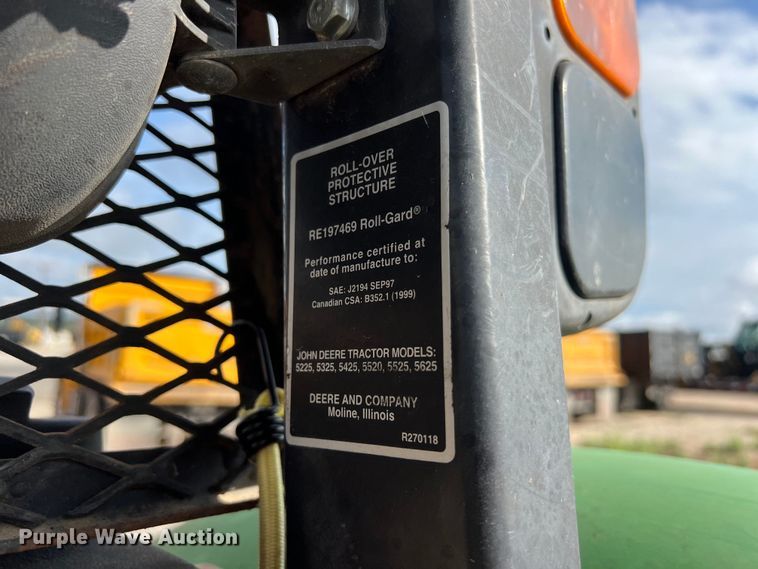 ROLL-OVER
PROTECTIVE
STRUCTURE
RE197469 Roll-Gard®
Performance certified at
date of manufacture to:
SAE: J2194 SEP97
Canadian CSA: B352.1 (1999)
JOHN DEERE TRACTOR MODELS:
5225, 5325, 5425, 5520, 5525, 5625
DEERE AND COMPANY
Moline, Illinois
R270118
Purple Wave Auction